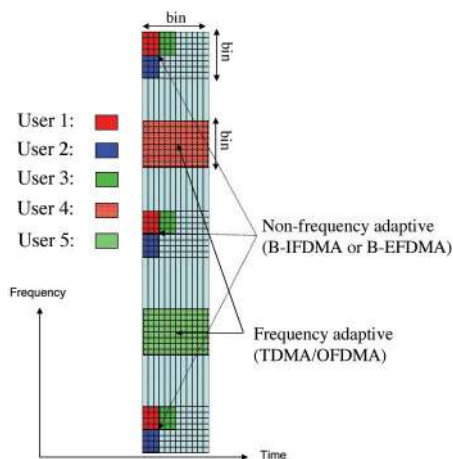 bin
bin
User 1:
User 2:
User 3:
User 4:
User 5:
bin
Non-frequency adaptive
(B-IFDMA or B-EFDMA)
Frequency
Frequency adaptive
(TDMA/OFDMA)
Time